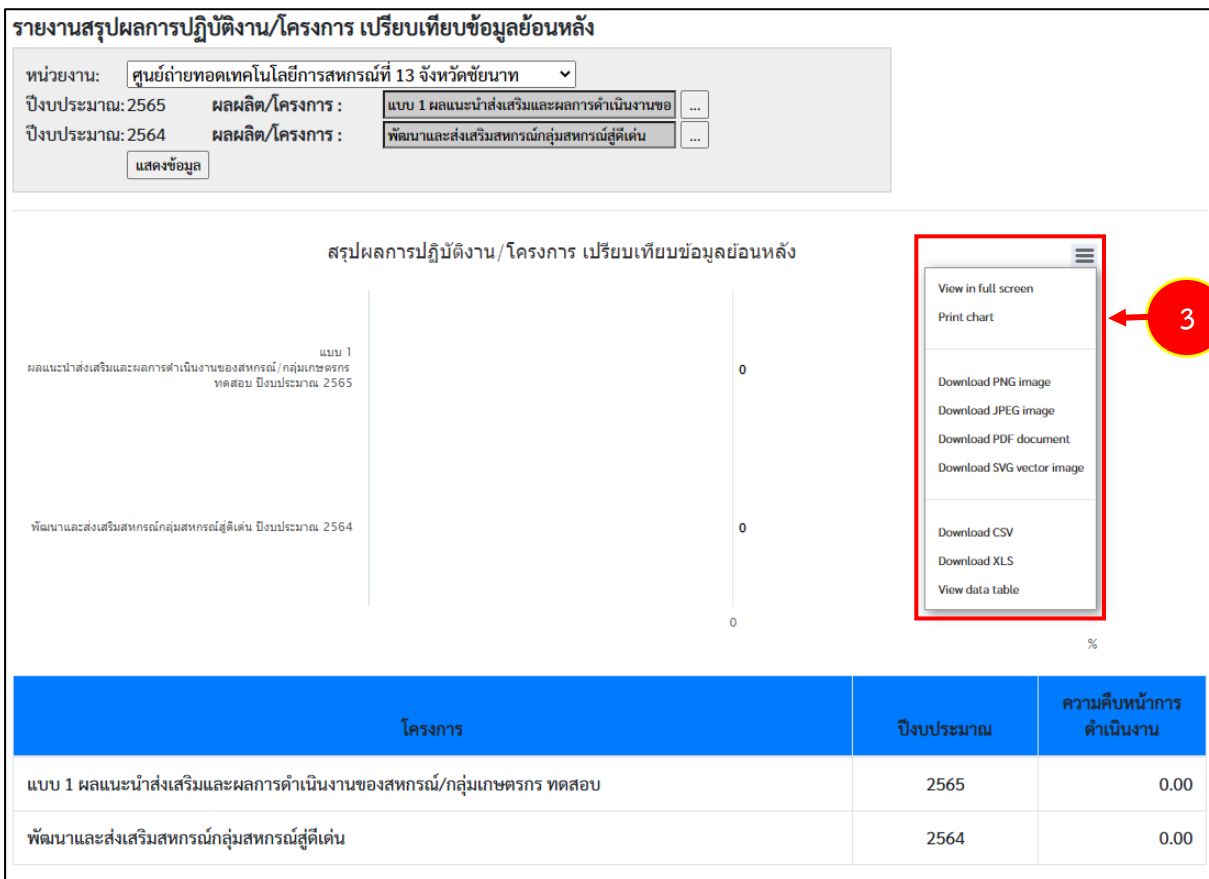 รายงานสรุปผลการปฏิบัติงาน/โครงการ เปรียบเทียบข้อมูลย้อนหลัง
หน่วยงาน: ศูนย์ถ่ายทอดเทคโนโลยีการสหกรณ์ที่ 13 จังหวัดชัยนาท
ปีงบประมาณ: 2565 ผลผลิต/โครงการ : แบบ 1 ผลแนะนำส่งเสริมและผลการดำเนินงานขอ ...
ปีงบประมาณ: 2564 ผลผลิต/โครงการ : พัฒนาและส่งเสริมสหกรณ์กลุ่มสหกรณ์สู่ดีเด่น ...
แสดงข้อมูล
สรุปผลการปฏิบัติงาน/โครงการ เปรียบเทียบข้อมูลย้อนหลัง
แบบ 1
ผลแนะนำส่งเสริมและผลการดำเนินงานของสหกรณ์/กลุ่มเกษตรกร
ทดสอบ ปีงบประมาณ 2565
0
พัฒนาและส่งเสริมสหกรณ์กลุ่มสหกรณ์สู่ดีเด่น ปีงบประมาณ 2564
0
0
%
View in full screen
Print chart
Download PNG image
Download JPEG image
Download PDF document
Download SVG vector image
Download CSV
Download XLS
View data table
3
โครงการ ปีงบประมาณ ความคืบหน้าการ
ดำเนินงาน
แบบ 1 ผลแนะนำส่งเสริมและผลการดำเนินงานของสหกรณ์/กลุ่มเกษตรกร ทดสอบ 2565 0.00
พัฒนาและส่งเสริมสหกรณ์กลุ่มสหกรณ์สู่ดีเด่น 2564 0.00